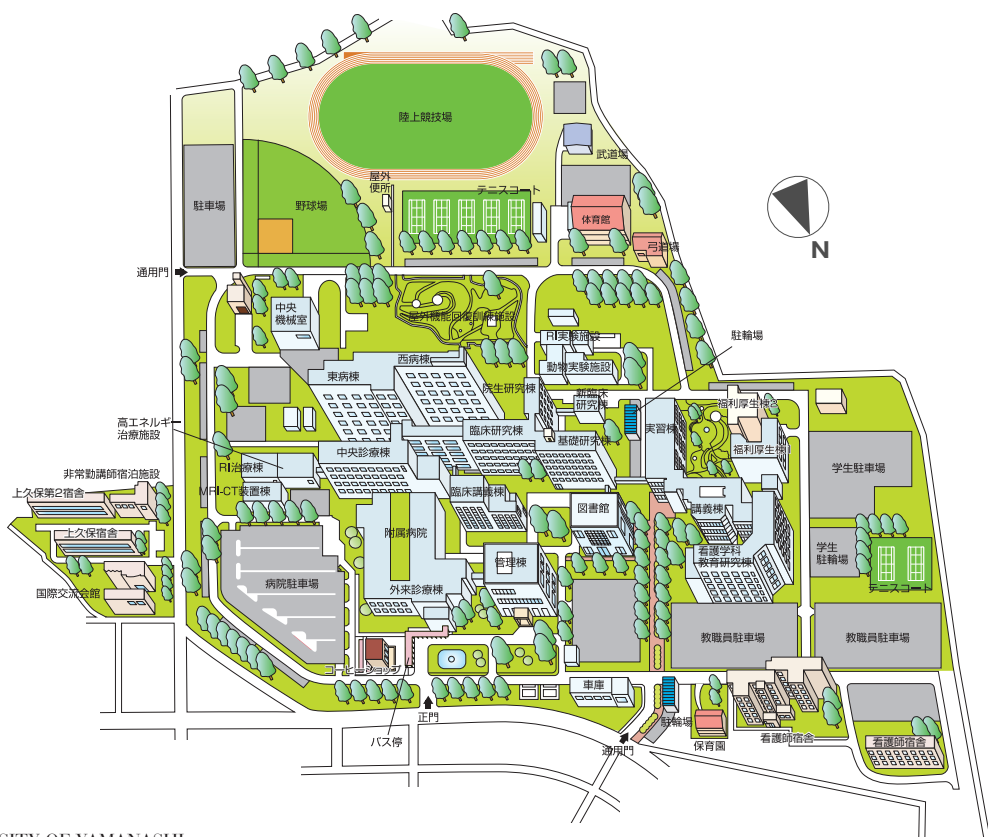 陸上競技場
武道場
屋外
便所
テニスコート
駐車場
野球場
体育館
弓道場
N
通用門
中央
機械室
屋外機能回復訓練施設
RI実験施設
駐輪場
西病棟
動物実験施設
東病棟
院生研究棟
新臨床
研究棟
福利厚生棟2
高エネルギー
治療施設
臨床研究棟
実習棟
基礎研究棟
福利厚生棟1
中央診療棟
RI治療棟
学生駐車場
非常勤講師宿泊施設
MRI-CT装置棟
臨床講義棟
上久保第2宿舎
図書館
講義棟
附属病院
上久保宿舎
看護学科
教育研究棟
学生
駐輪場
管理棟
病院駐車場
外来診療棟
テニスコート
国際交流会館
教職員駐車場
教職員駐車場
コーヒーショップ
車庫
正門
駐輪場
バス停
通用門
保育園
看護師宿舎
看護師宿舎